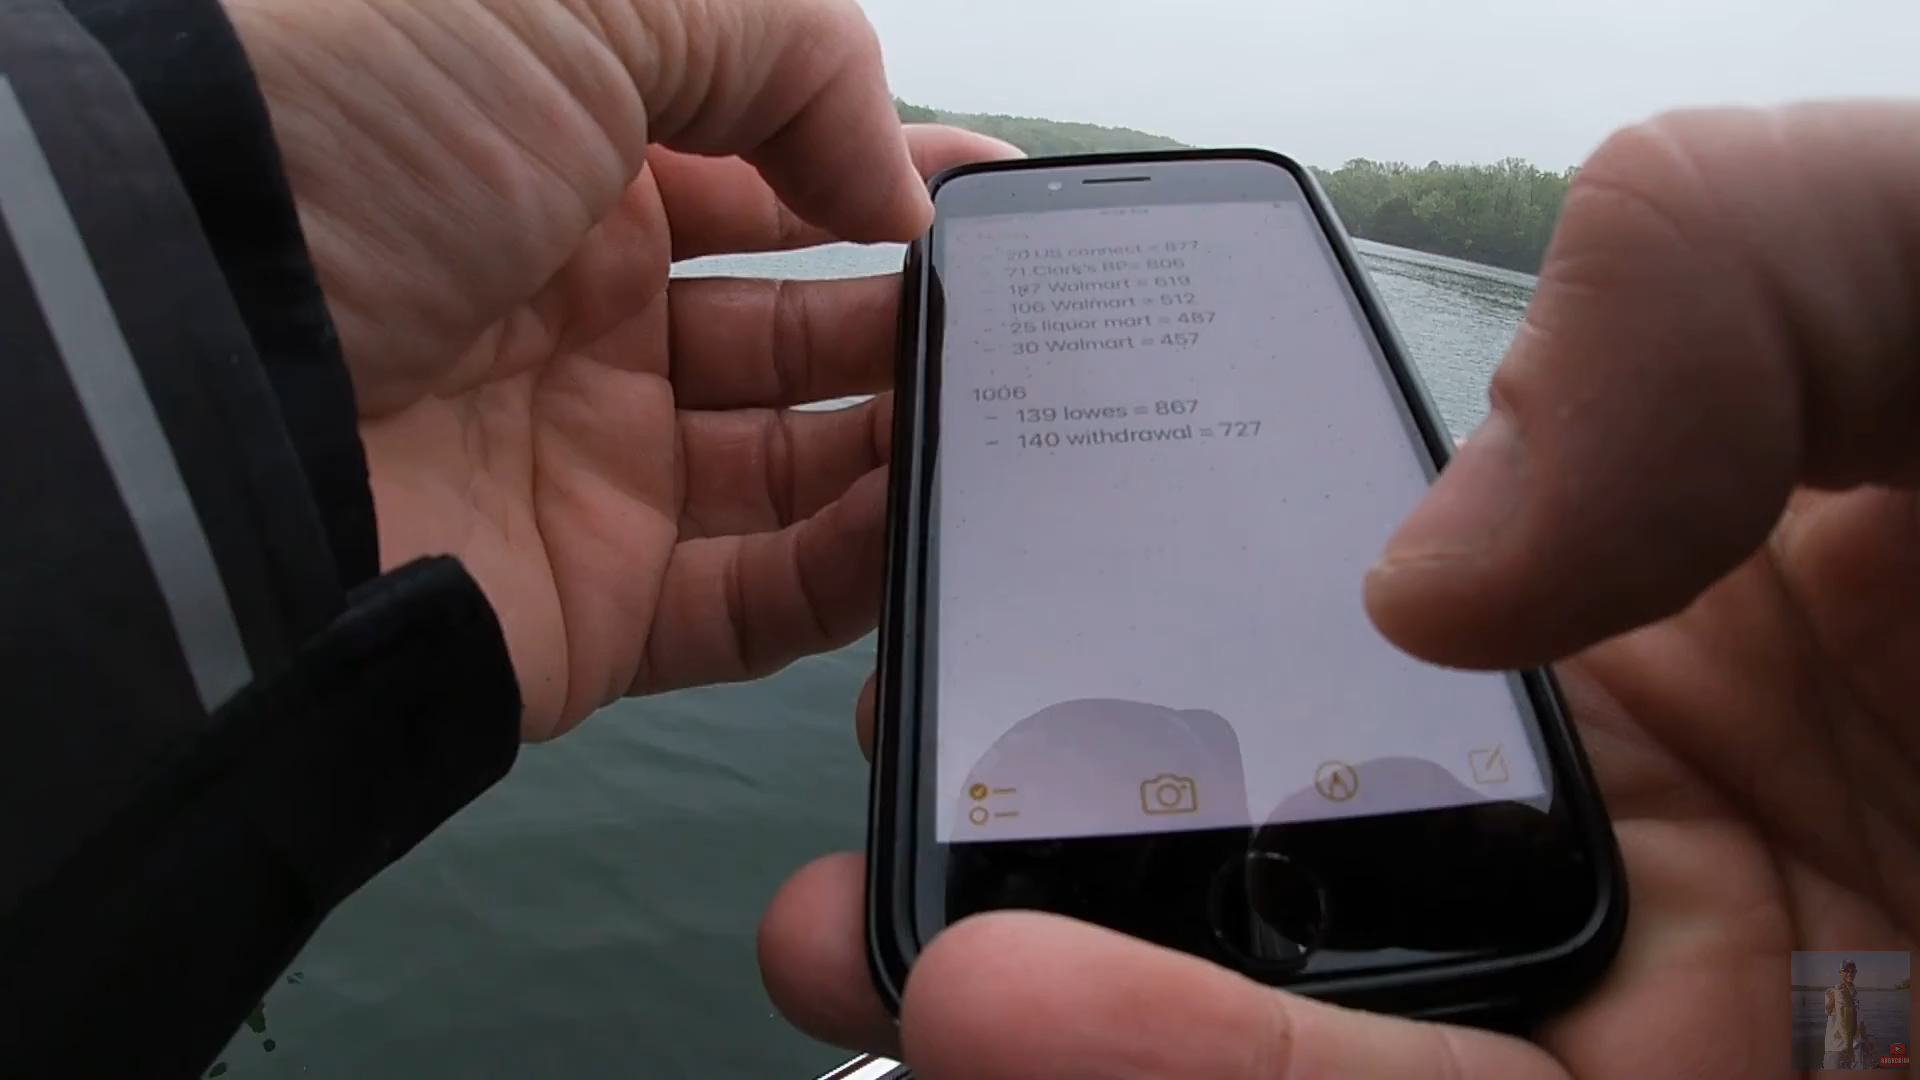 - 20 US connect = 877
- 71 Clark's BP= 806
- 187 Walmart = 619
- 106 Walmart = 512
- 25 liquor mart = 487
- 30 Walmart = 457
1006
- 139 lowes = 867
- 140 withdrawal = 727
SUBSCRIBE